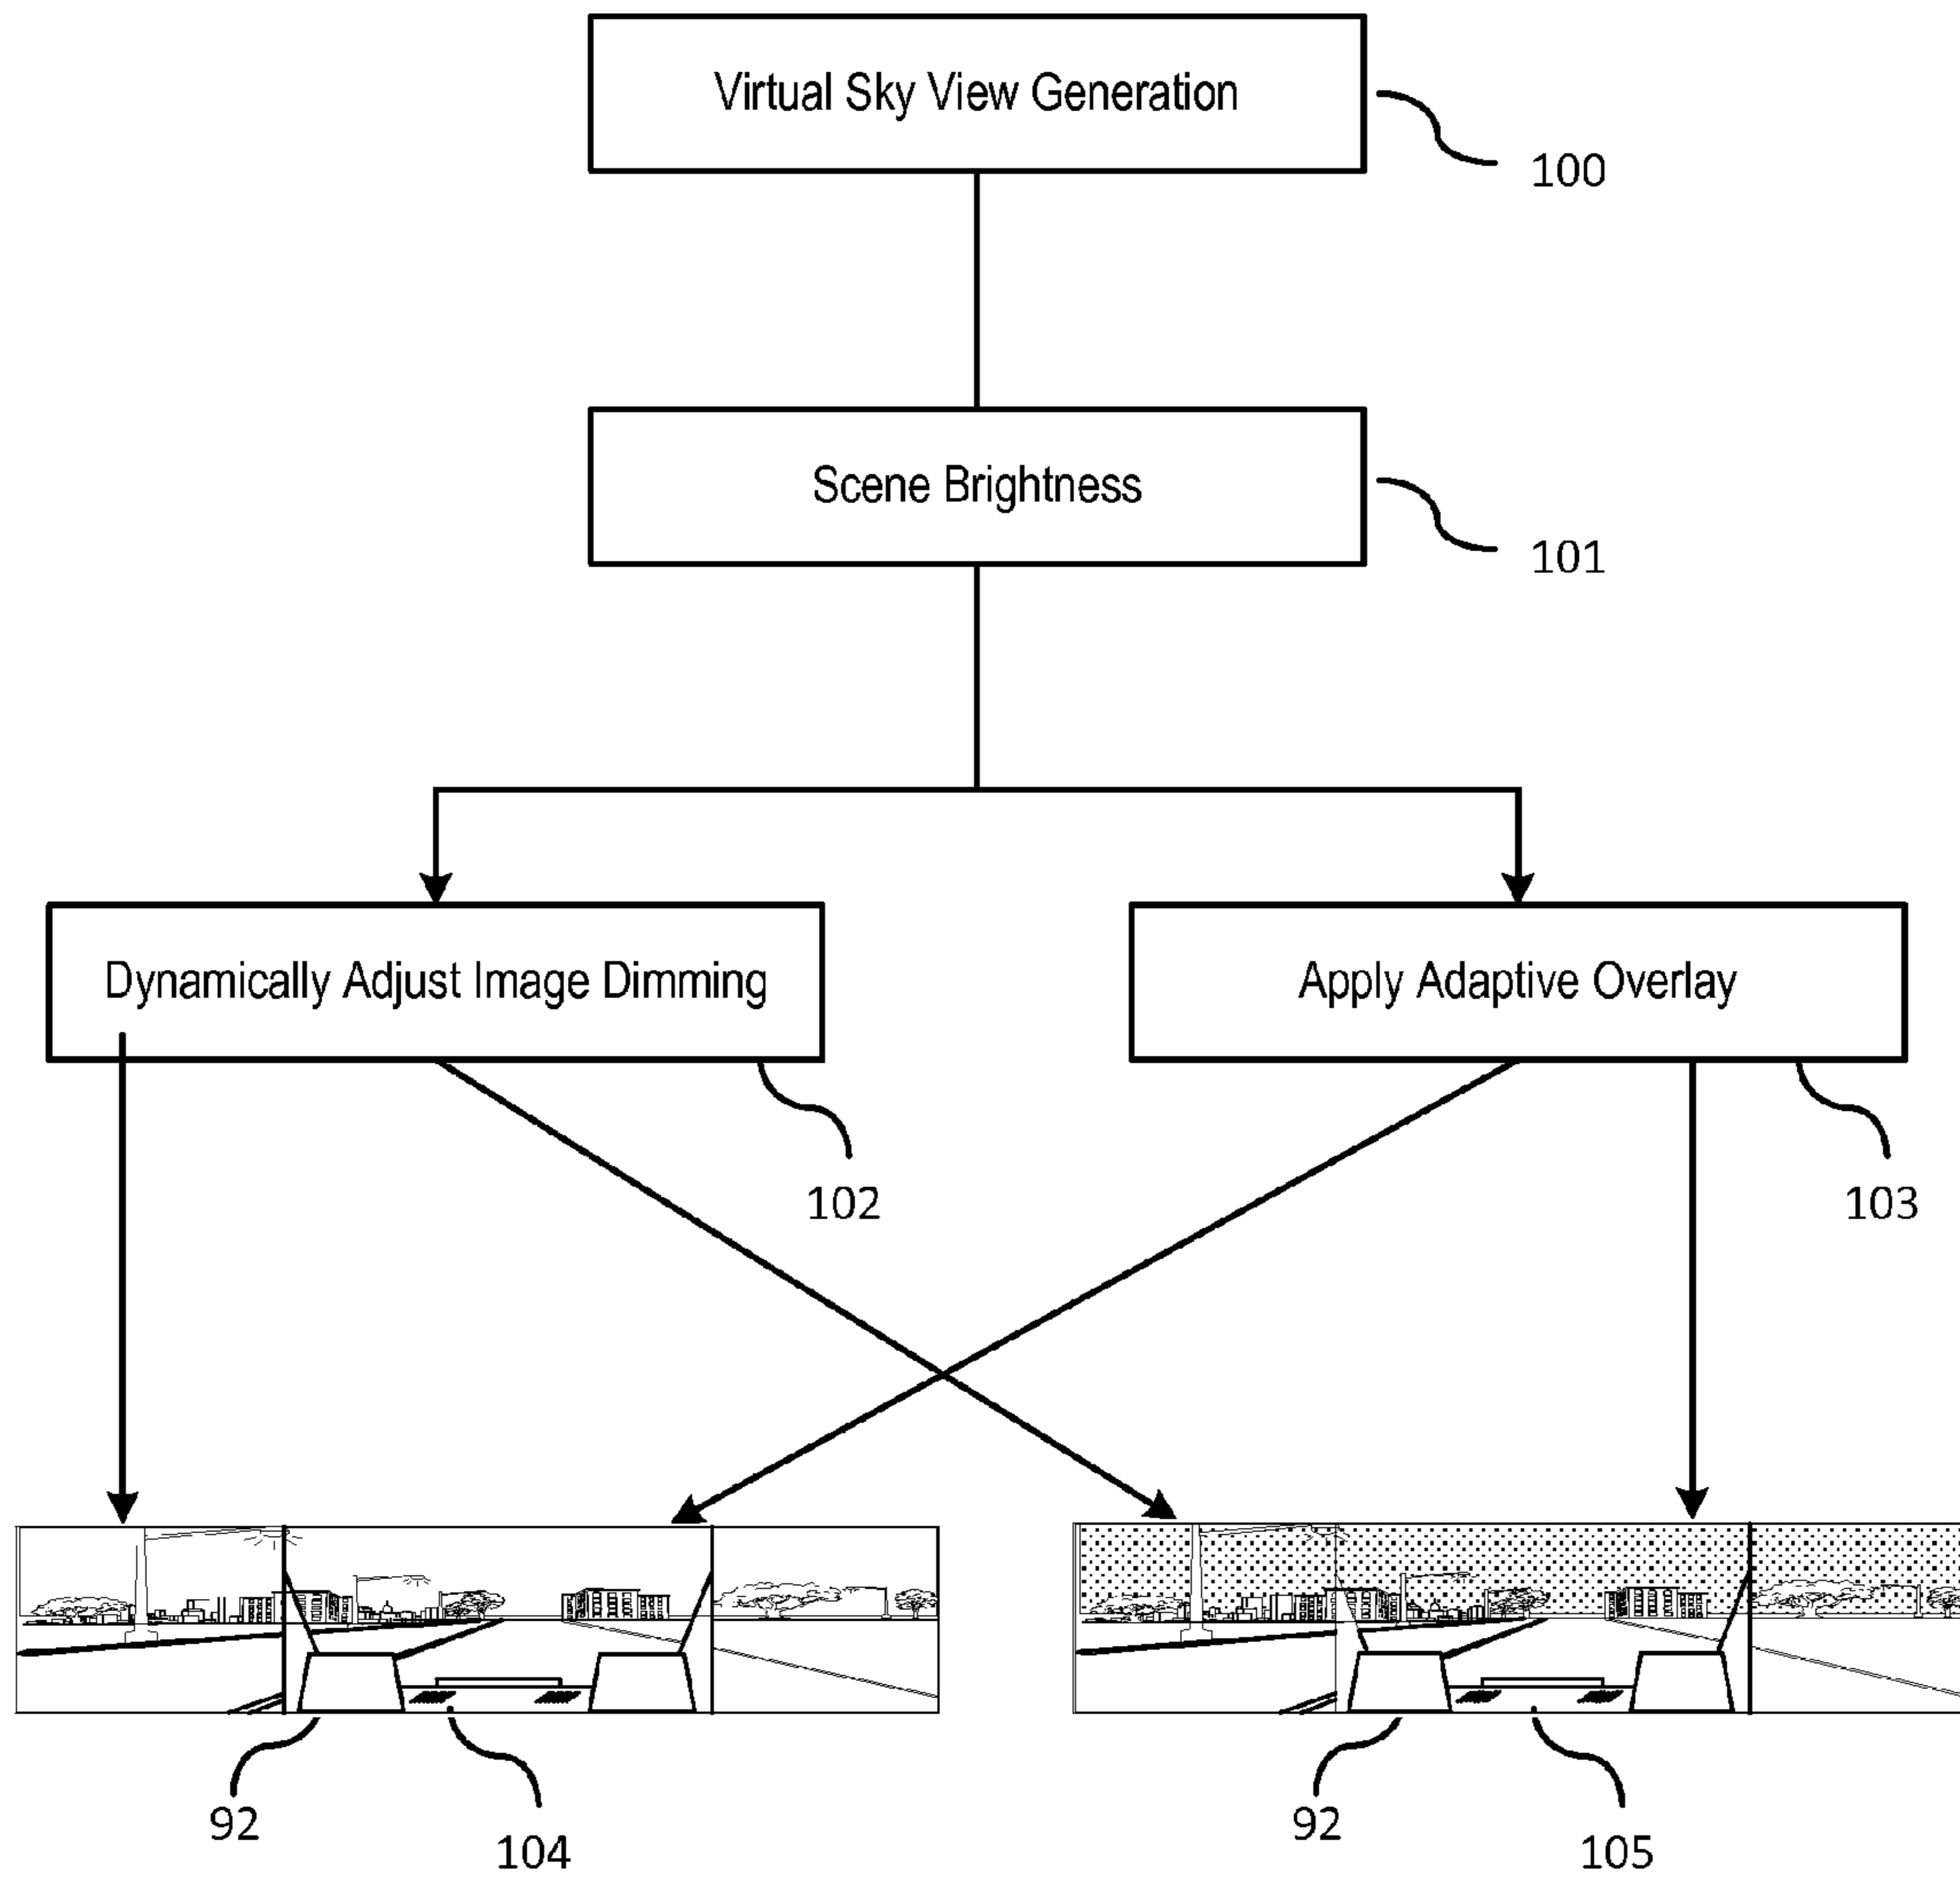 Virtual Sky View Generation
100
Scene Brightness
101
Dynamically Adjust Image Dimming
Apply Adaptive Overlay
102
103
92
104
92
105